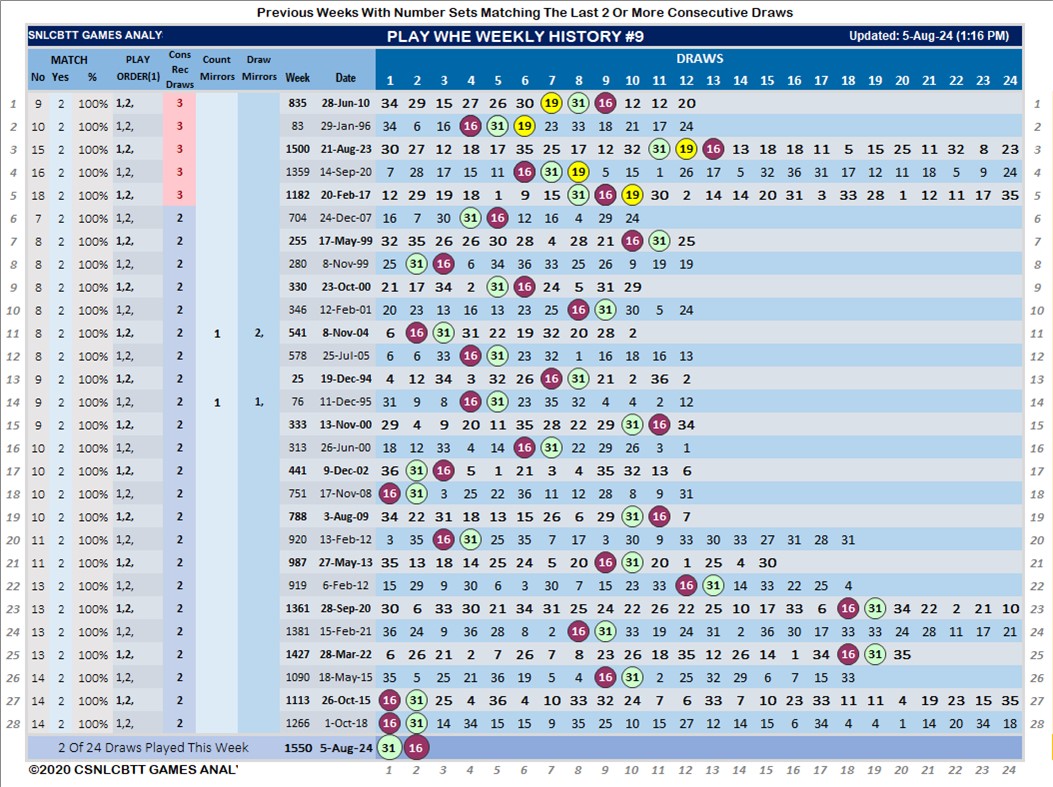 Previous Weeks With Number Sets Matching The Last 2 Or More Consecutive Draws
SNLCBTT GAMES ANALY PLAY WHE WEEKLY HISTORY #9 Updated: 5-Aug-24 (1:16 PM)
MATCH PLAY Cons Count Draw DRAWS
No Yes % ORDER(1) Rec Draws Mirrors Mirrors Week Date 1 2 3 4 5 6 7 8 9 10 11 12 13 14 15 16 17 18 19 20 21 22 23 24
1 9 2 100% 1,2, 3 835 28-Jun-10 34 29 15 27 26 30 19 31 16 12 12 20 1
2 10 2 100% 1,2, 3 83 29-Jan-96 34 6 16 16 31 19 23 33 18 21 17 24 2
3 15 2 100% 1,2, 3 1500 21-Aug-23 30 27 12 18 17 35 25 17 12 32 31 19 16 13 18 18 11 5 15 25 11 32 8 23 3
4 16 2 100% 1,2, 3 1359 14-Sep-20 7 28 17 15 11 16 31 19 5 15 1 26 17 5 32 36 31 17 12 11 18 5 9 24 4
5 18 2 100% 1,2, 3 1182 20-Feb-17 12 29 19 18 1 9 15 31 16 19 30 2 14 14 20 31 3 33 28 1 12 11 17 35 5
6 7 2 100% 1,2, 2 704 24-Dec-07 16 7 30 31 16 12 16 4 29 24 6
7 8 2 100% 1,2, 2 255 17-May-99 32 35 26 26 30 28 4 28 21 16 31 25 7
8 8 2 100% 1,2, 2 280 8-Nov-99 25 31 16 6 34 36 33 25 26 9 19 19 8
9 8 2 100% 1,2, 2 330 23-Oct-00 21 17 34 2 31 16 24 5 31 29 9
10 8 2 100% 1,2, 2 346 12-Feb-01 20 23 13 16 13 23 25 16 31 30 5 24 10
11 8 2 100% 1,2, 2 1 2, 541 8-Nov-04 6 16 31 31 22 19 32 20 28 2 11
12 8 2 100% 1,2, 2 578 25-Jul-05 6 6 33 16 31 23 32 1 16 18 16 13 12
13 9 2 100% 1,2, 2 25 19-Dec-94 4 12 34 3 32 26 16 31 21 2 36 2 13
14 9 2 100% 1,2, 2 1 1, 76 11-Dec-95 31 9 8 16 31 23 35 32 4 4 2 12 14
15 9 2 100% 1,2, 2 333 13-Nov-00 29 4 9 20 11 35 28 22 29 31 16 34 15
16 10 2 100% 1,2, 2 313 26-Jun-00 18 12 33 4 14 16 31 22 29 26 3 1 16
17 10 2 100% 1,2, 2 441 9-Dec-02 36 31 16 5 1 21 3 4 35 32 13 6 17
18 10 2 100% 1,2, 2 751 17-Nov-08 16 31 3 25 22 36 11 12 28 8 9 31 18
19 10 2 100% 1,2, 2 788 3-Aug-09 34 22 31 18 13 15 26 6 29 31 16 7 19
20 11 2 100% 1,2, 2 920 13-Feb-12 3 35 16 31 25 35 7 17 3 30 9 33 30 33 27 31 28 31 20
21 11 2 100% 1,2, 2 987 27-May-13 35 13 18 14 25 24 5 20 16 31 20 1 25 4 30 21
22 13 2 100% 1,2, 2 919 6-Feb-12 15 29 9 30 6 3 30 7 15 23 33 16 31 14 33 22 25 4 22
23 13 2 100% 1,2, 2 1361 28-Sep-20 30 6 33 30 21 34 31 25 24 22 26 22 25 10 17 33 6 16 31 34 22 2 21 10 23
24 13 2 100% 1,2, 2 1381 15-Feb-21 36 24 9 36 28 8 2 16 31 33 19 24 31 2 36 30 17 33 33 24 28 11 17 21 24
25 13 2 100% 1,2, 2 1427 28-Mar-22 6 26 21 2 7 26 7 8 23 26 18 35 12 26 14 1 34 16 31 35 25
26 14 2 100% 1,2, 2 1090 18-May-15 35 5 25 21 36 19 5 4 16 31 2 25 32 29 6 7 15 33 26
27 14 2 100% 1,2, 2 1113 26-Oct-15 16 31 25 4 36 4 10 33 32 24 7 6 33 7 10 23 33 11 11 4 19 23 15 35 27
28 14 2 100% 1,2, 2 1266 1-Oct-18 16 31 14 34 15 15 9 35 25 10 15 27 12 14 15 6 34 4 4 1 14 20 34 18 28
2 Of 24 Draws Played This Week 1550 5-Aug-24 31 16
©2020 CSNLCBTT GAMES ANAL' 1 2 3 4 5 6 7 8 9 10 11 12 13 14 15 16 17 18 19 20 21 22 23 24